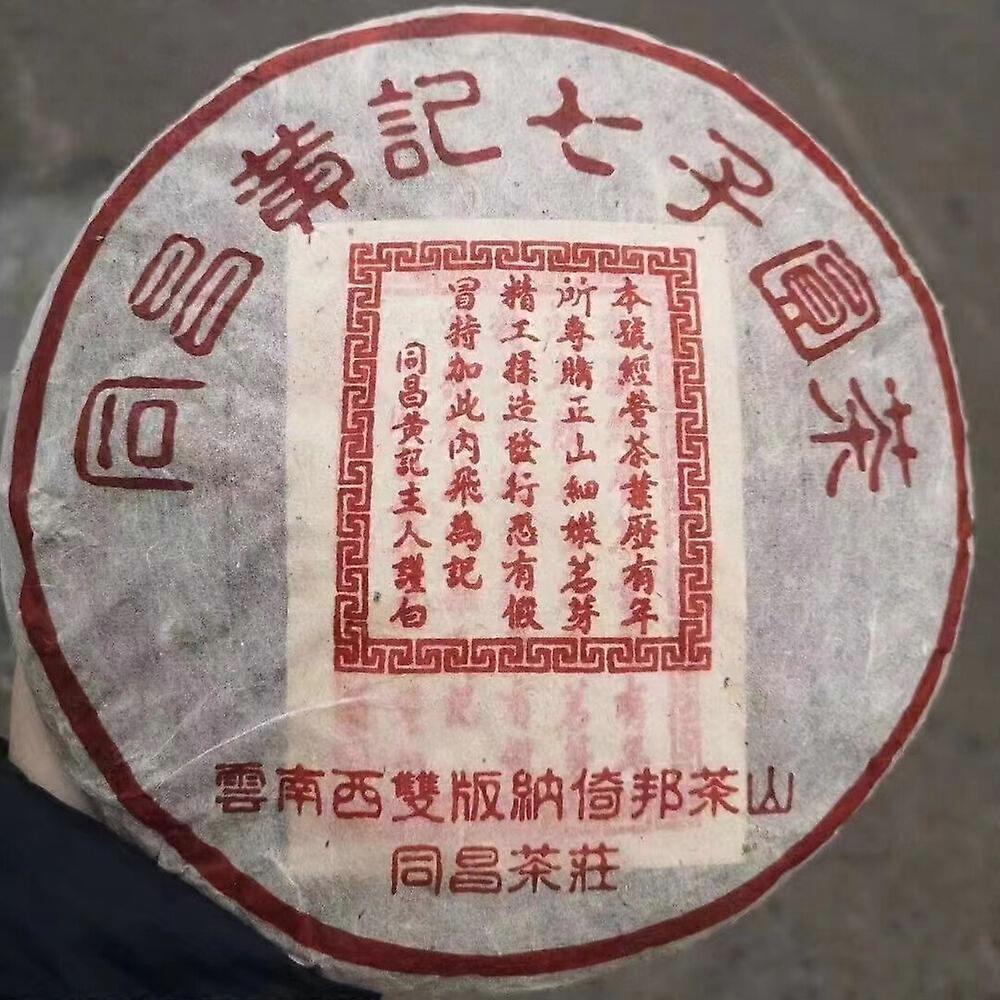 同昌黃記七子圓茶
本號經營茶業歷有年
所專購正山細嫩茗芽
精工揉造發行恐有假
冒特加此內飛為記
同昌黄記主人謹白
雲南西雙版納倚邦茶山
同昌茶莊